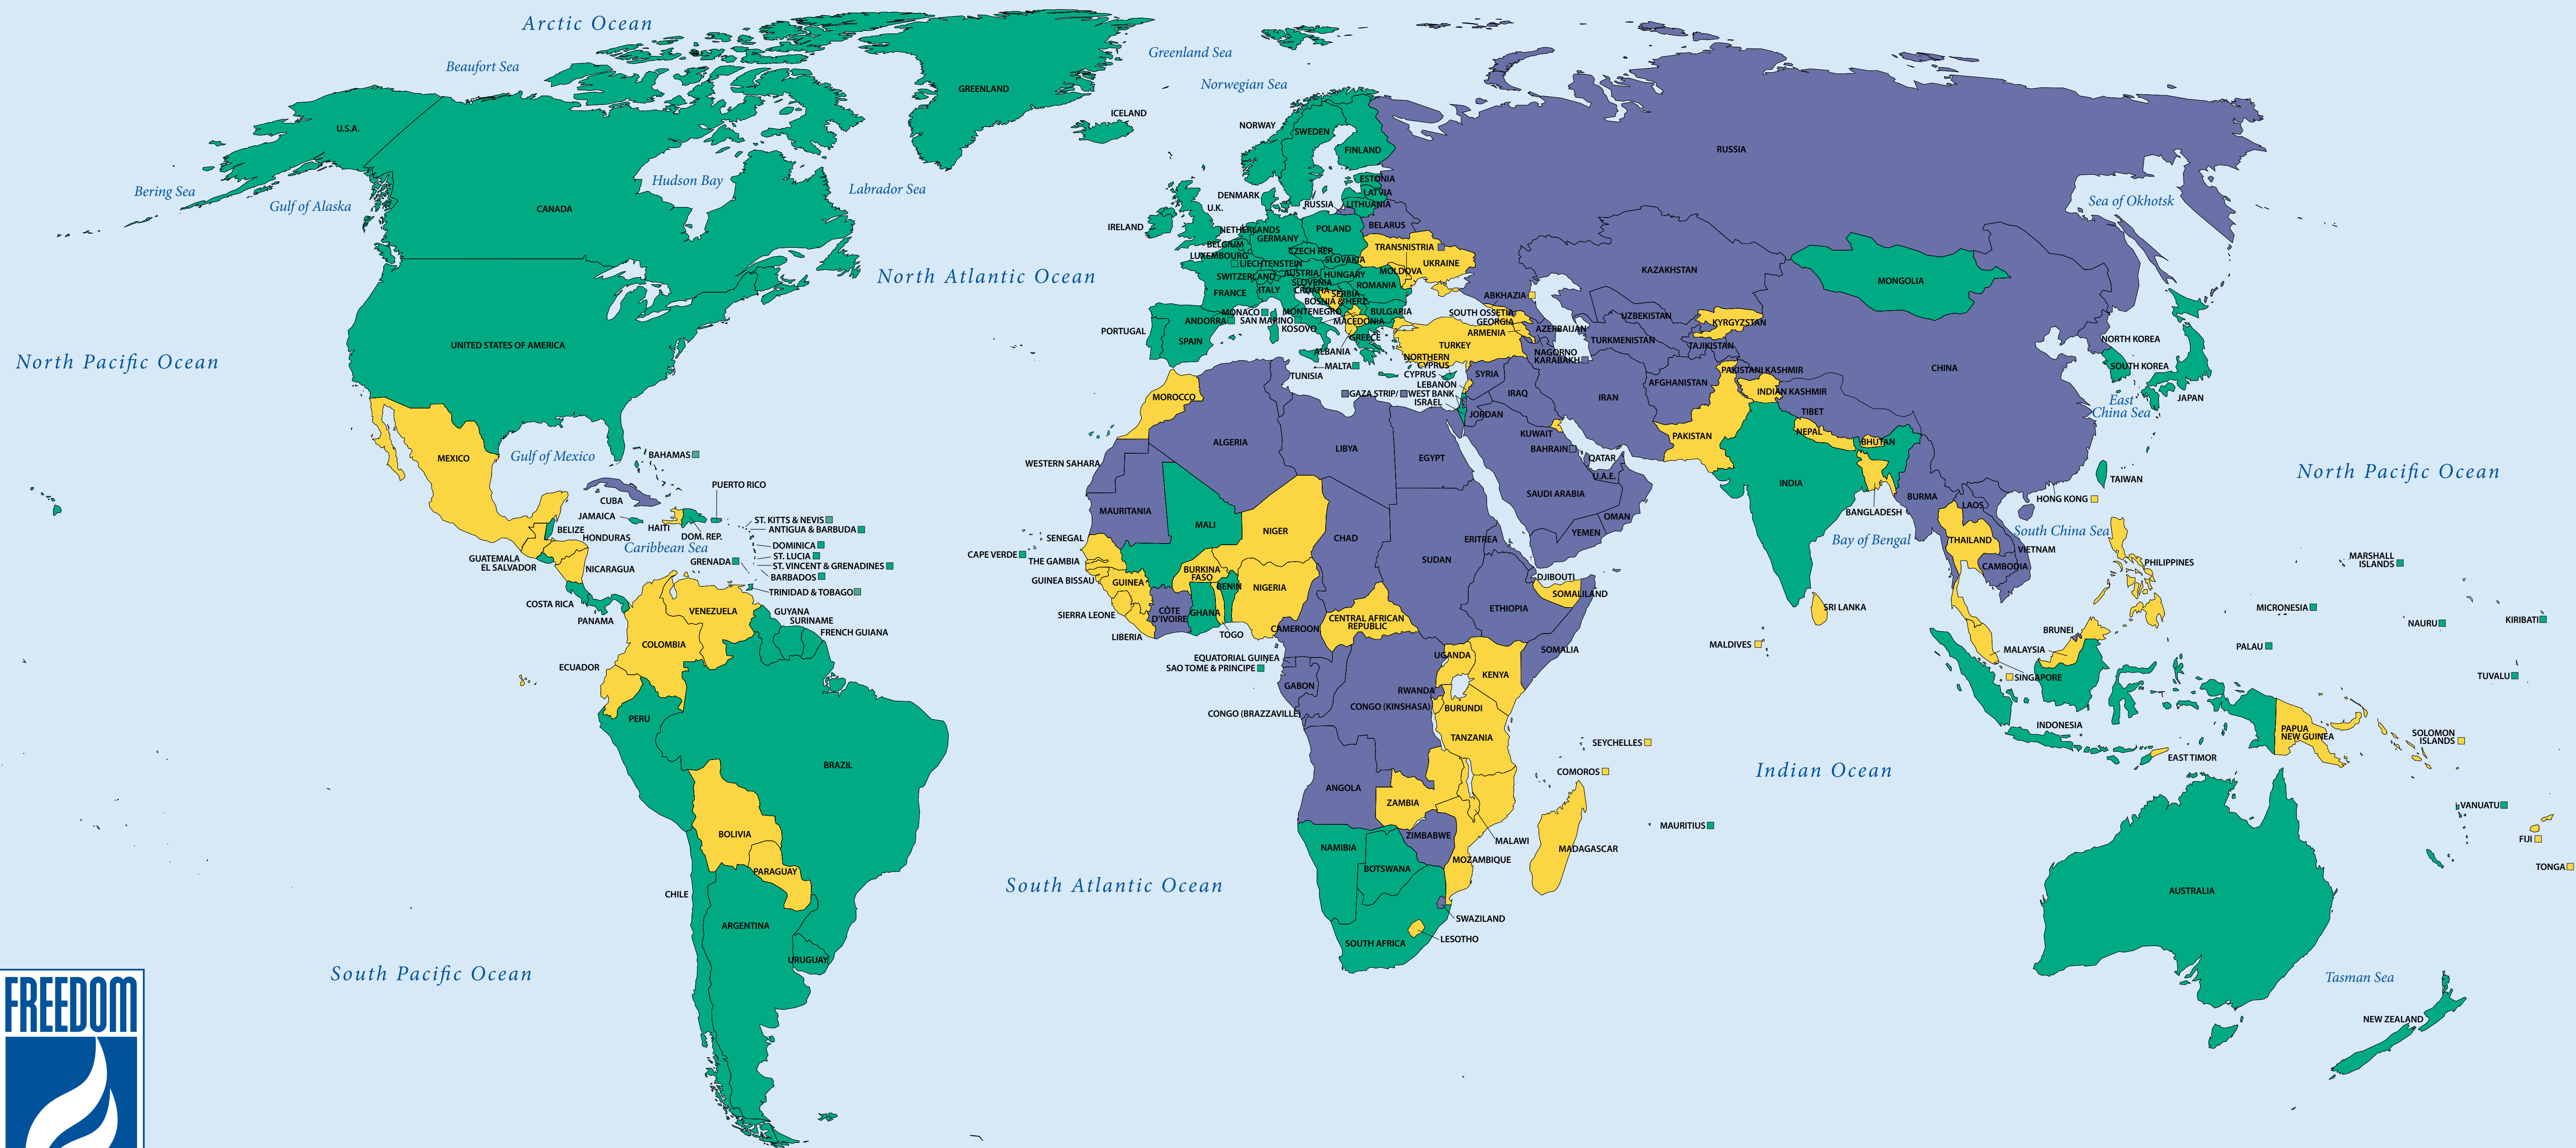 Arctic Ocean
Beaufort Sea
Greenland Sea
Norwegian Sea
Bering Sea
Gulf of Alaska
Hudson Bay
Labrador Sea
Sea of Okhotsk
U.S.A.
CANADA
GREENLAND
ICELAND
North Pacific Ocean
North Atlantic Ocean
UNITED STATES OF AMERICA
MEXICO
Gulf of Mexico
BAHAMAS
CUBA
PUERTO RICO
JAMAICA
HAITI
DOM. REP.
Caribbean Sea
BELIZE
HONDURAS
GUATEMALA
EL SALVADOR
NICARAGUA
COSTA RICA
PANAMA
ST. KITTS & NEVIS
ANTIGUA & BARBUDA
DOMINICA
ST. LUCIA
ST. VINCENT & GRENADINES
GRENADA
BARBADOS
TRINIDAD & TOBAGO
VENEZUELA
GUYANA
SURINAME
FRENCH GUIANA
COLOMBIA
ECUADOR
PERU
BRAZIL
BOLIVIA
PARAGUAY
CHILE
ARGENTINA
URUGUAY
South Pacific Ocean
South Atlantic Ocean
NORWAY
SWEDEN
FINLAND
ESTONIA
LATVIA
LITHUANIA
RUSSIA
DENMARK
U.K.
IRELAND
NETHERLANDS
BELGIUM
LUXEMBOURG
GERMANY
POLAND
BELARUS
CZECH REP.
SLOVAKIA
LIECHTENSTEIN
SWITZERLAND
AUSTRIA
HUNGARY
SLOVENIA
CROATIA
SERBIA
BOSNIA & HERZ.
FRANCE
ITALY
ROMANIA
MOLDOVA
TRANSNISTRIA
UKRAINE
MONACO
ANDORRA
SAN MARINO
MONTENEGRO
KOSOVO
BULGARIA
MACEDONIA
GREECE
ALBANIA
MALTA
PORTUGAL
SPAIN
RUSSIA
ABKHAZIA
SOUTH OSSETIA
GEORGIA
ARMENIA
AZERBAIJAN
NAGORNO
KARABAKH
TURKEY
NORTHERN
CYPRUS
CYPRUS
SYRIA
LEBANON
GAZA STRIP/
WEST BANK
ISRAEL
JORDAN
IRAQ
IRAN
KUWAIT
BAHRAIN
QATAR
U.A.E.
SAUDI ARABIA
OMAN
YEMEN
KAZAKHSTAN
UZBEKISTAN
TURKMENISTAN
KYRGYZSTAN
TAJIKISTAN
AFGHANISTAN
PAKISTANI KASHMIR
INDIAN KASHMIR
PAKISTAN
TIBET
NEPAL
BHUTAN
INDIA
BANGLADESH
MONGOLIA
CHINA
NORTH KOREA
SOUTH KOREA
JAPAN
East
China Sea
TAIWAN
HONG KONG
BURMA
LAOS
THAILAND
VIETNAM
CAMBODIA
South China Sea
Bay of Bengal
SRI LANKA
MALDIVES
PHILIPPINES
BRUNEI
MALAYSIA
SINGAPORE
INDONESIA
EAST TIMOR
PAPUA
NEW GUINEA
North Pacific Ocean
MARSHALL
ISLANDS
MICRONESIA
PALAU
NAURU
KIRIBATI
TUVALU
SOLOMON
ISLANDS
VANUATU
FIJI
TONGA
AUSTRALIA
Tasman Sea
NEW ZEALAND
Indian Ocean
MOROCCO
TUNISIA
ALGERIA
LIBYA
EGYPT
WESTERN SAHARA
MAURITANIA
MALI
NIGER
CHAD
SUDAN
ERITREA
DJIBOUTI
SOMALILAND
ETHIOPIA
SOMALIA
CAPE VERDE
SENEGAL
THE GAMBIA
GUINEA BISSAU
GUINEA
SIERRA LEONE
LIBERIA
CÔTE
D'IVOIRE
BURKINA
FASO
GHANA
BENIN
TOGO
NIGERIA
CAMEROON
CENTRAL AFRICAN
REPUBLIC
EQUATORIAL GUINEA
SAO TOME & PRINCIPE
GABON
CONGO (BRAZZAVILLE)
CONGO (KINSHASA)
UGANDA
KENYA
RWANDA
BURUNDI
TANZANIA
SEYCHELLES
COMOROS
ANGOLA
ZAMBIA
MALAWI
MOZAMBIQUE
ZIMBABWE
MADAGASCAR
MAURITIUS
NAMIBIA
BOTSWANA
SWAZILAND
LESOTHO
SOUTH AFRICA
FREEDOM